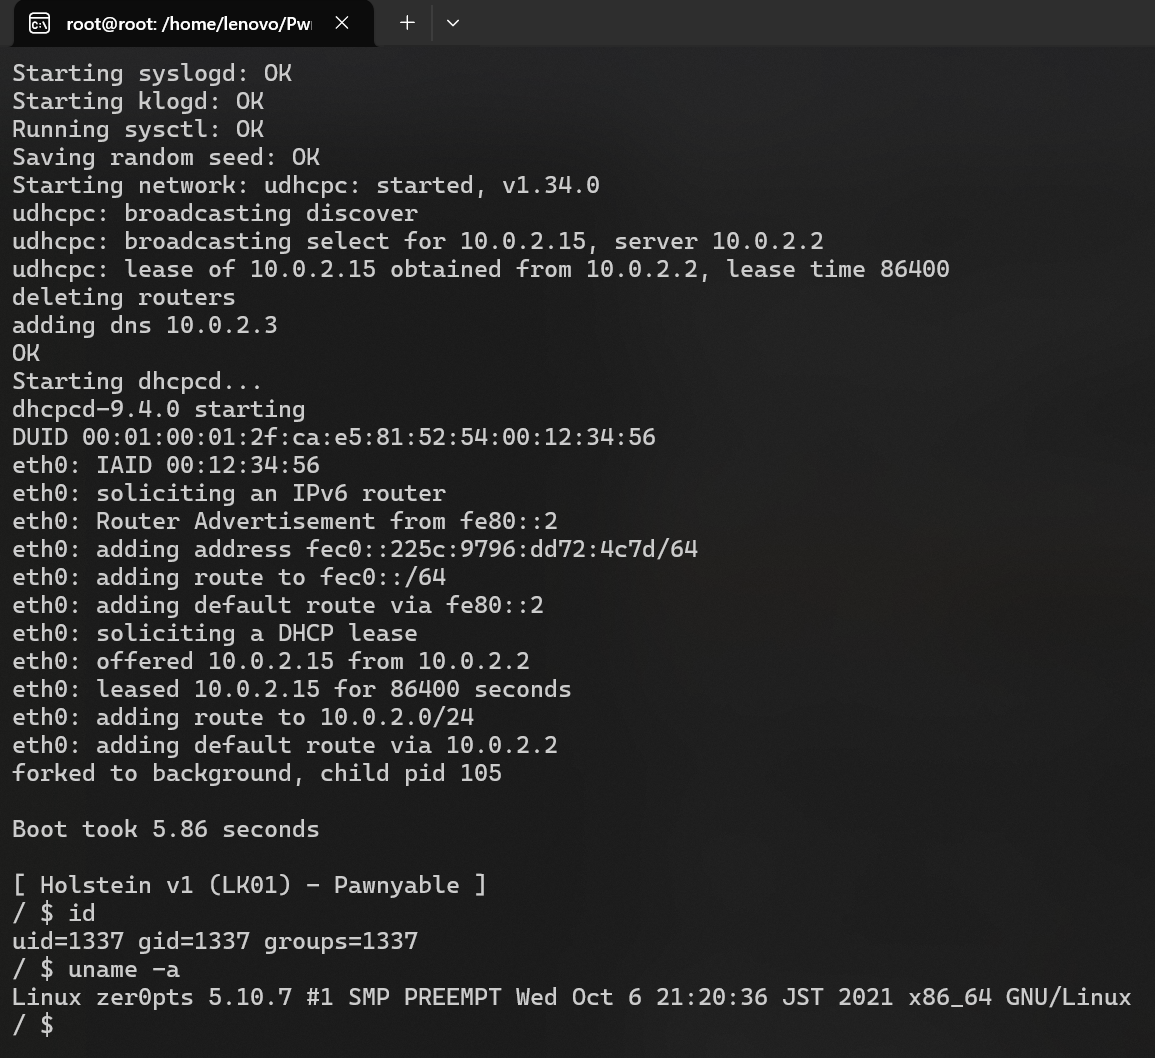 root@root: /home/lenovo/Pw
Starting syslogd: OK
Starting klogd: OK
Running sysctl: OK
Saving random seed: OK
Starting network: udhcpc: started, v1.34.0
udhcpc: broadcasting discover
udhcpc: broadcasting select for 10.0.2.15, server 10.0.2.2
udhcpc: lease of 10.0.2.15 obtained from 10.0.2.2, lease time 86400
deleting routers
adding dns 10.0.2.3
OK
Starting dhcpcd...
dhcpcd-9.4.0 starting
DUID 00:01:00:01:2f:ca:e5:81:52:54:00:12:34:56
eth0: IAID 00:12:34:56
eth0: soliciting an IPv6 router
eth0: Router Advertisement from fe80::2
eth0: adding address fec0::225c:9796:dd72:4c7d/64
eth0: adding route to fec0::/64
eth0: adding default route via fe80::2
eth0: soliciting a DHCP lease
eth0: offered 10.0.2.15 from 10.0.2.2
eth0: leased 10.0.2.15 for 86400 seconds
eth0: adding route to 10.0.2.0/24
eth0: adding default route via 10.0.2.2
forked to background, child pid 105
Boot took 5.86 seconds
[ Holstein v1 (LK01) - Pawnyable ]
/ $ id
uid=1337 gid=1337 groups=1337
/ $ uname -a
Linux zer0pts 5.10.7 #1 SMP PREEMPT Wed Oct 6 21:20:36 JST 2021 x86_64 GNU/Linux
/ $